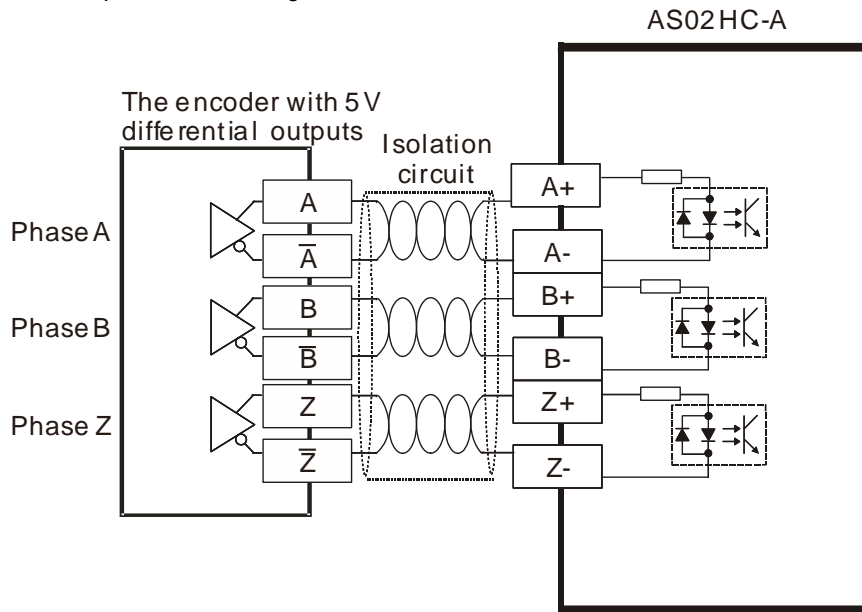 AS02HC-A
The encoder with 5V
differential outputs
Isolation
circuit
Phase A
A
A̅
A+
A-
Phase B
B
B̅
B+
B-
Phase Z
Z
Z̅
Z+
Z-